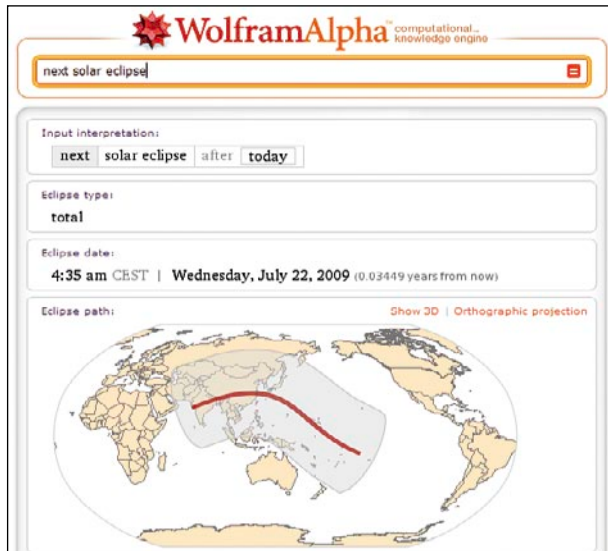 WolframAlpha™ computational..
knowledge engine
next solar eclipse
Input interpretation:
next solar eclipse after today
Eclipse type:
total
Eclipse date:
4:35 am CEST | Wednesday, July 22, 2009 (0.03449 years from now)
Eclipse path:
Show 3D | Orthographic projection